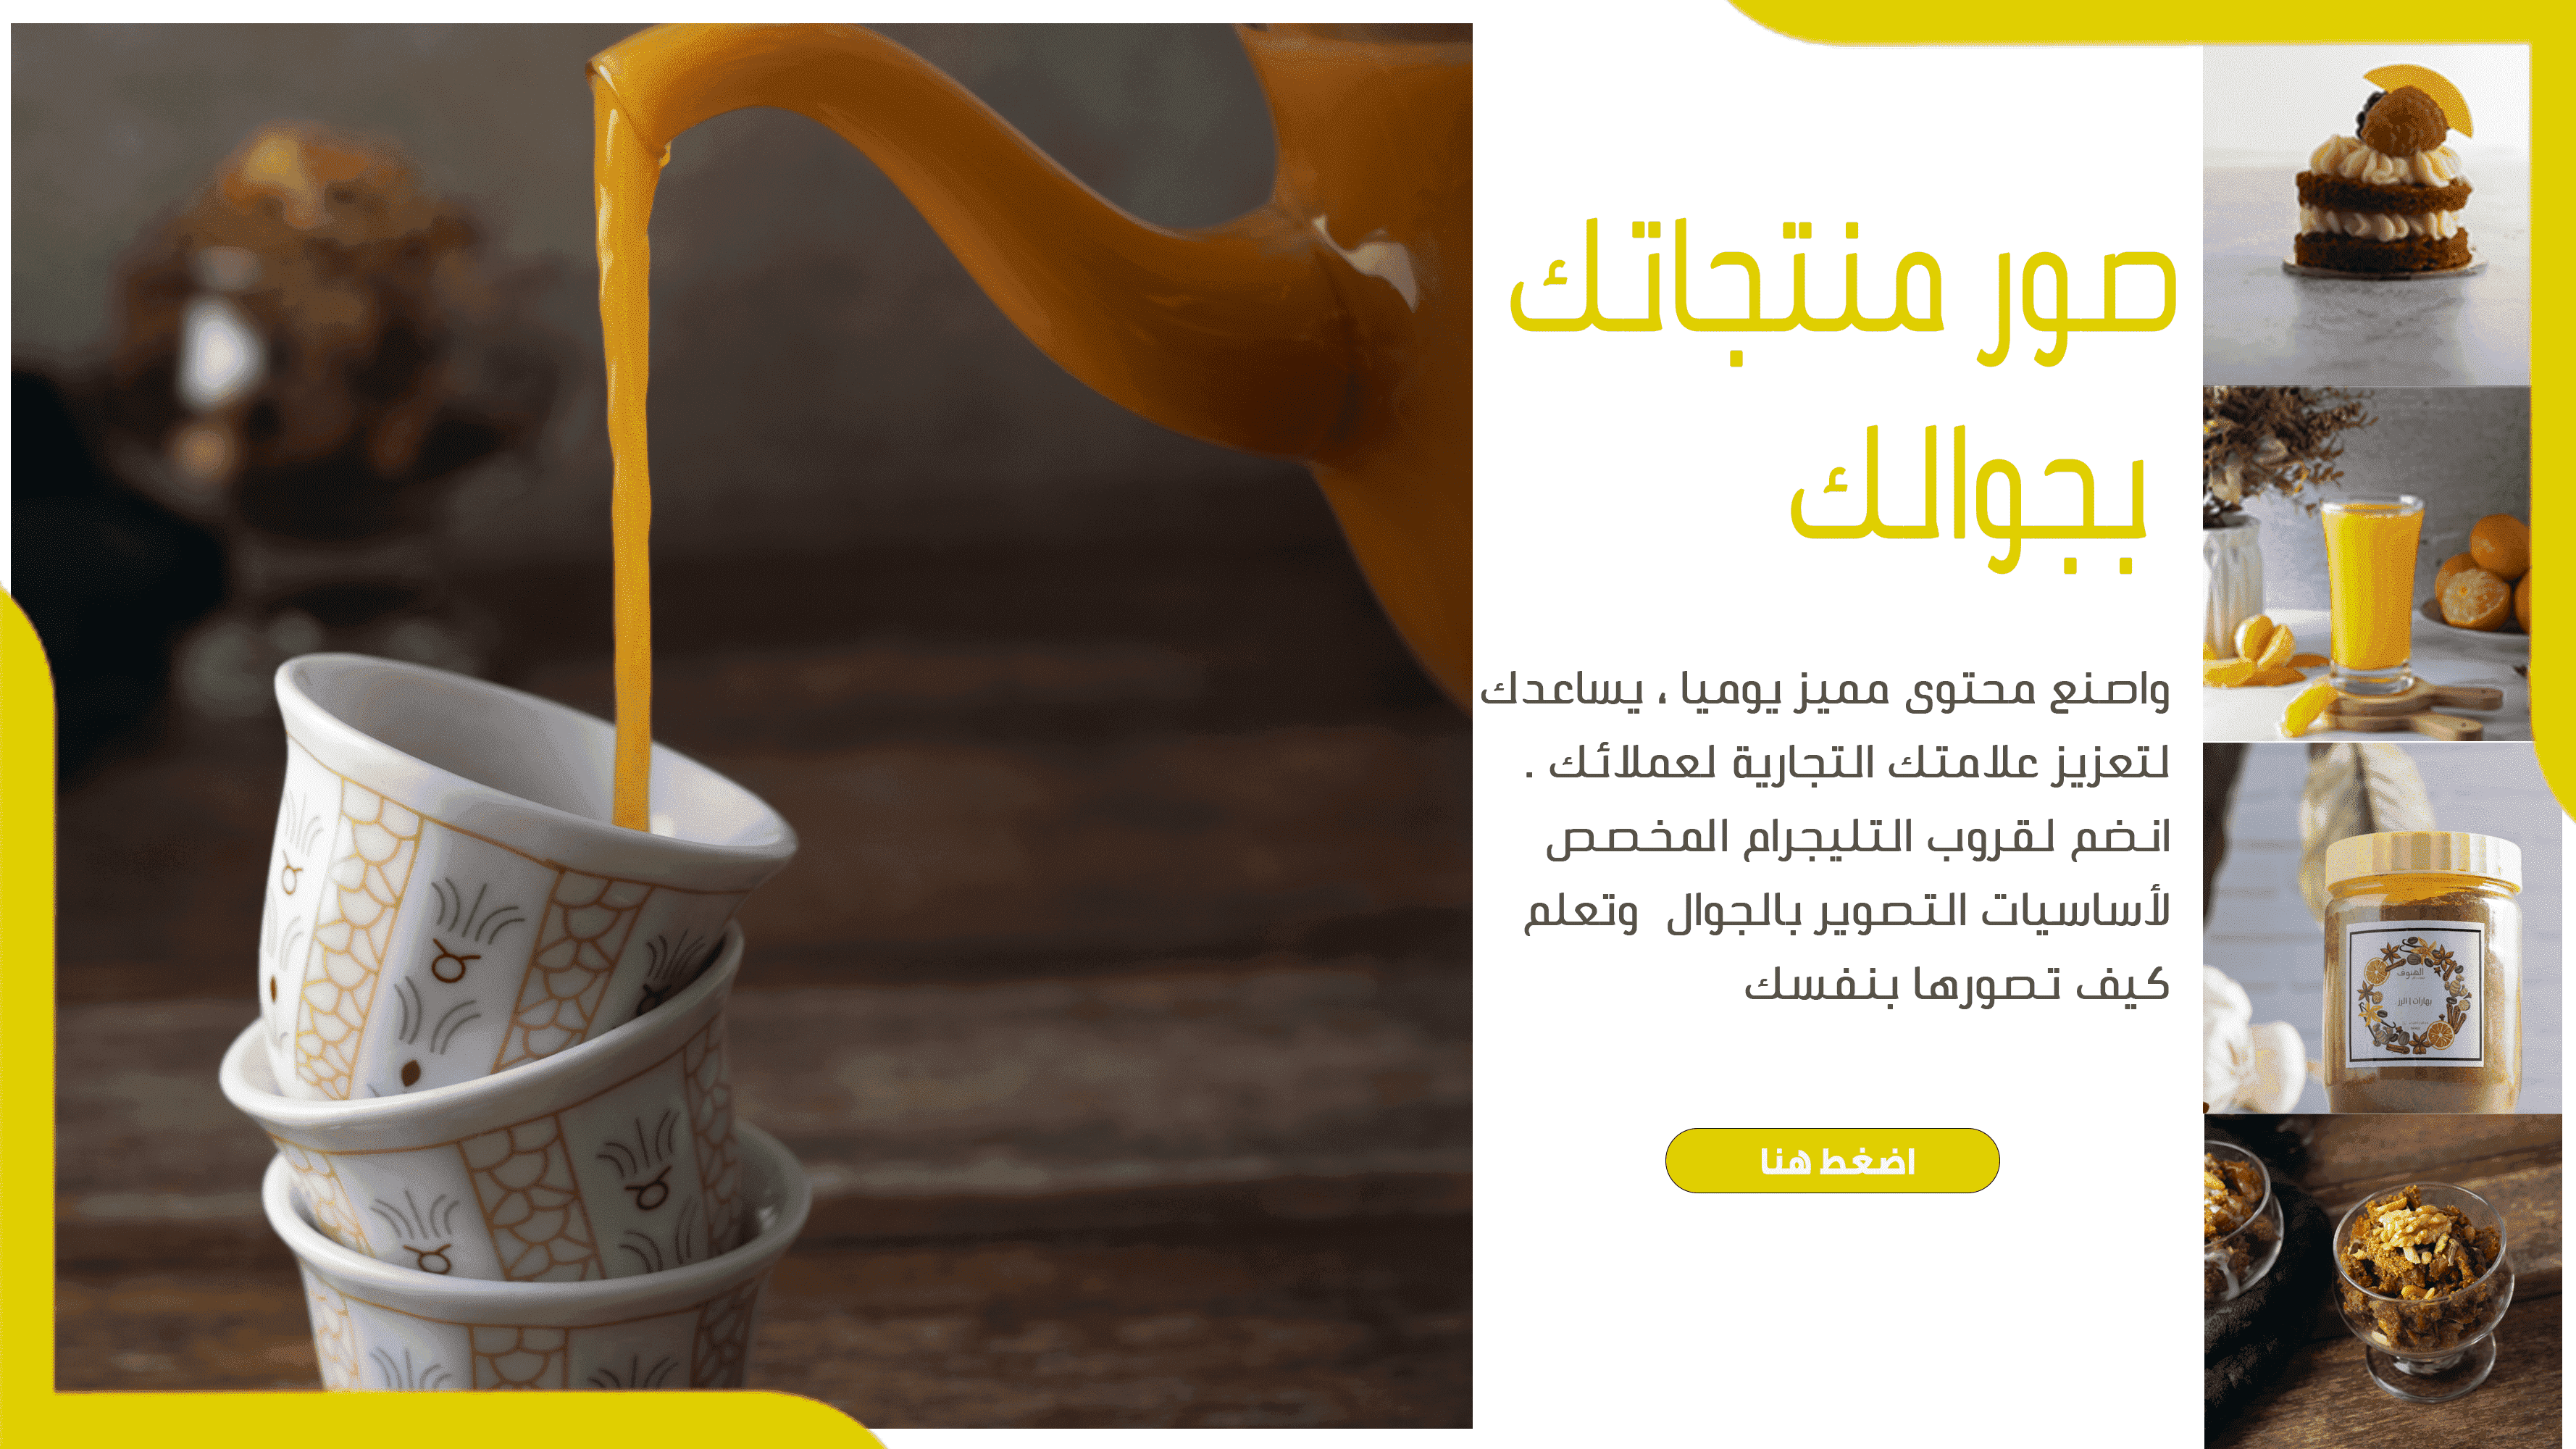 صور منتجاتك
بجوالك
واصنع محتوى مميز يوميا ، يساعدك
لتعزيز علامتك التجارية لعملائك .
انضم لقروب التليجرام المخصص
لأساسيات التصوير بالجوال وتعلم
كيف تصورها بنفسك
اضغط هنا
الهنوف
بهارات | الرز